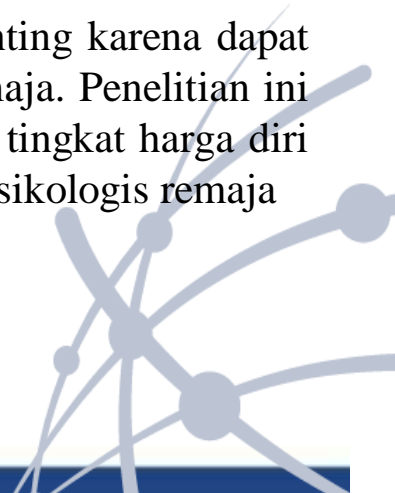 nting karena dapat
naja. Penelitian ini
tingkat harga diri
sikologis remaja